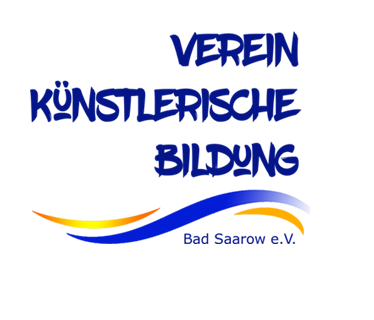 VEREIN
KÜNSTLERISCHE
BILDUNG
Bad Saarow e.V.